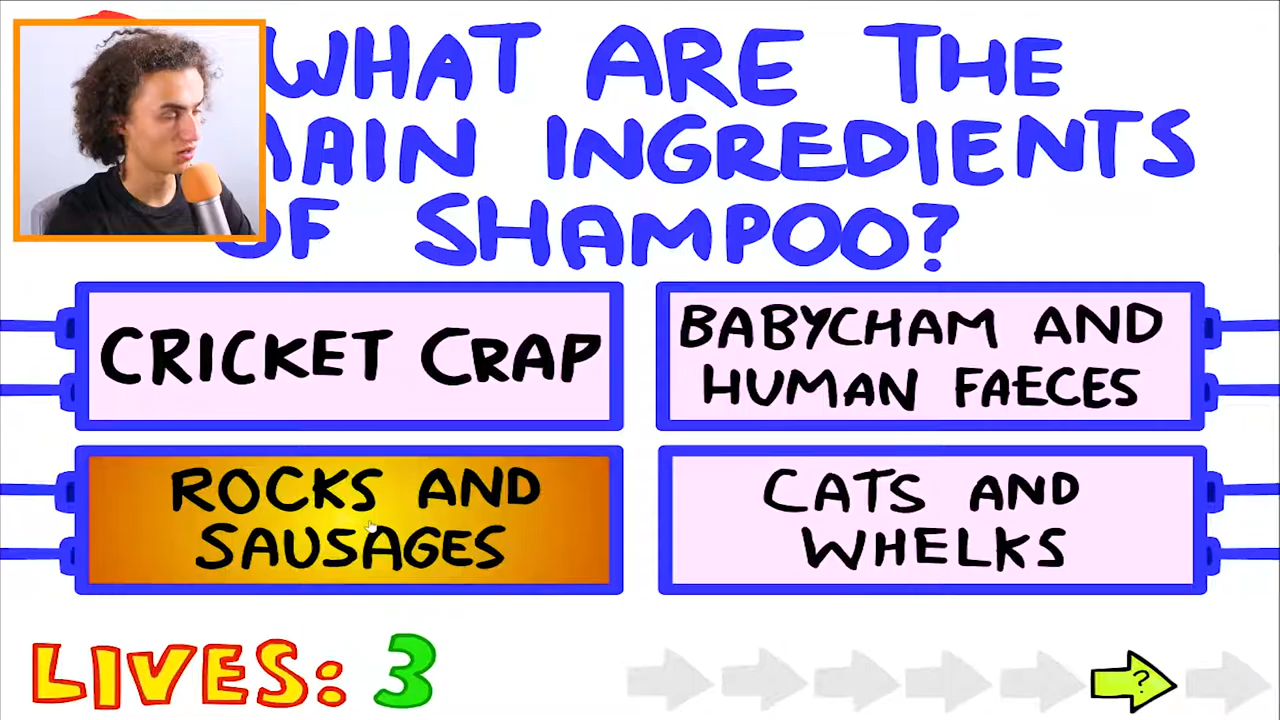 WHAT ARE THE
MAIN INGREDIENTS
OF SHAMPOO?
CRICKET CRAP
BABYCHAM AND
HUMAN FAECES
ROCKS AND
SAUSAGES
CATS AND
WHELKS
LIVES: 3
?